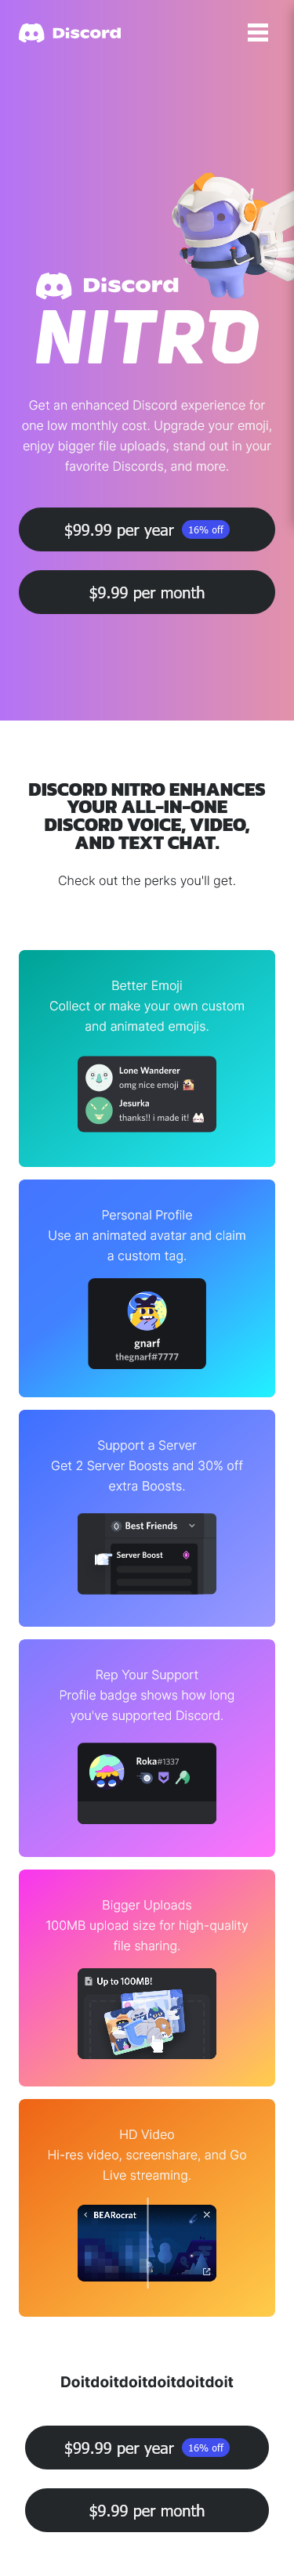 Discord
Discord
NITRO
Get an enhanced Discord experience for
one low monthly cost. Upgrade your emoji,
enjoy bigger file uploads, stand out in your
favorite Discords, and more.
$99.99 per year 16% off
$9.99 per month
DISCORD NITRO ENHANCES
YOUR ALL-IN-ONE
DISCORD VOICE, VIDEO,
AND TEXT CHAT.
Check out the perks you'll get.
Better Emoji
Collect or make your own custom
and animated emojis.
Lone Wanderer
omg nice emoji
Jesurka
thanks!! i made it!
Personal Profile
Use an animated avatar and claim
a custom tag.
gnarf
thegnarf#7777
Support a Server
Get 2 Server Boosts and 30% off
extra Boosts.
Best Friends
Server Boost
Rep Your Support
Profile badge shows how long
you've supported Discord.
Roka#1337
Bigger Uploads
100MB upload size for high-quality
file sharing.
Up to 100MB!
HD Video
Hi-res video, screenshare, and Go
Live streaming.
BEARocrat
Doitdoitdoitdoitdoitdoit
$99.99 per year 16% off
$9.99 per month